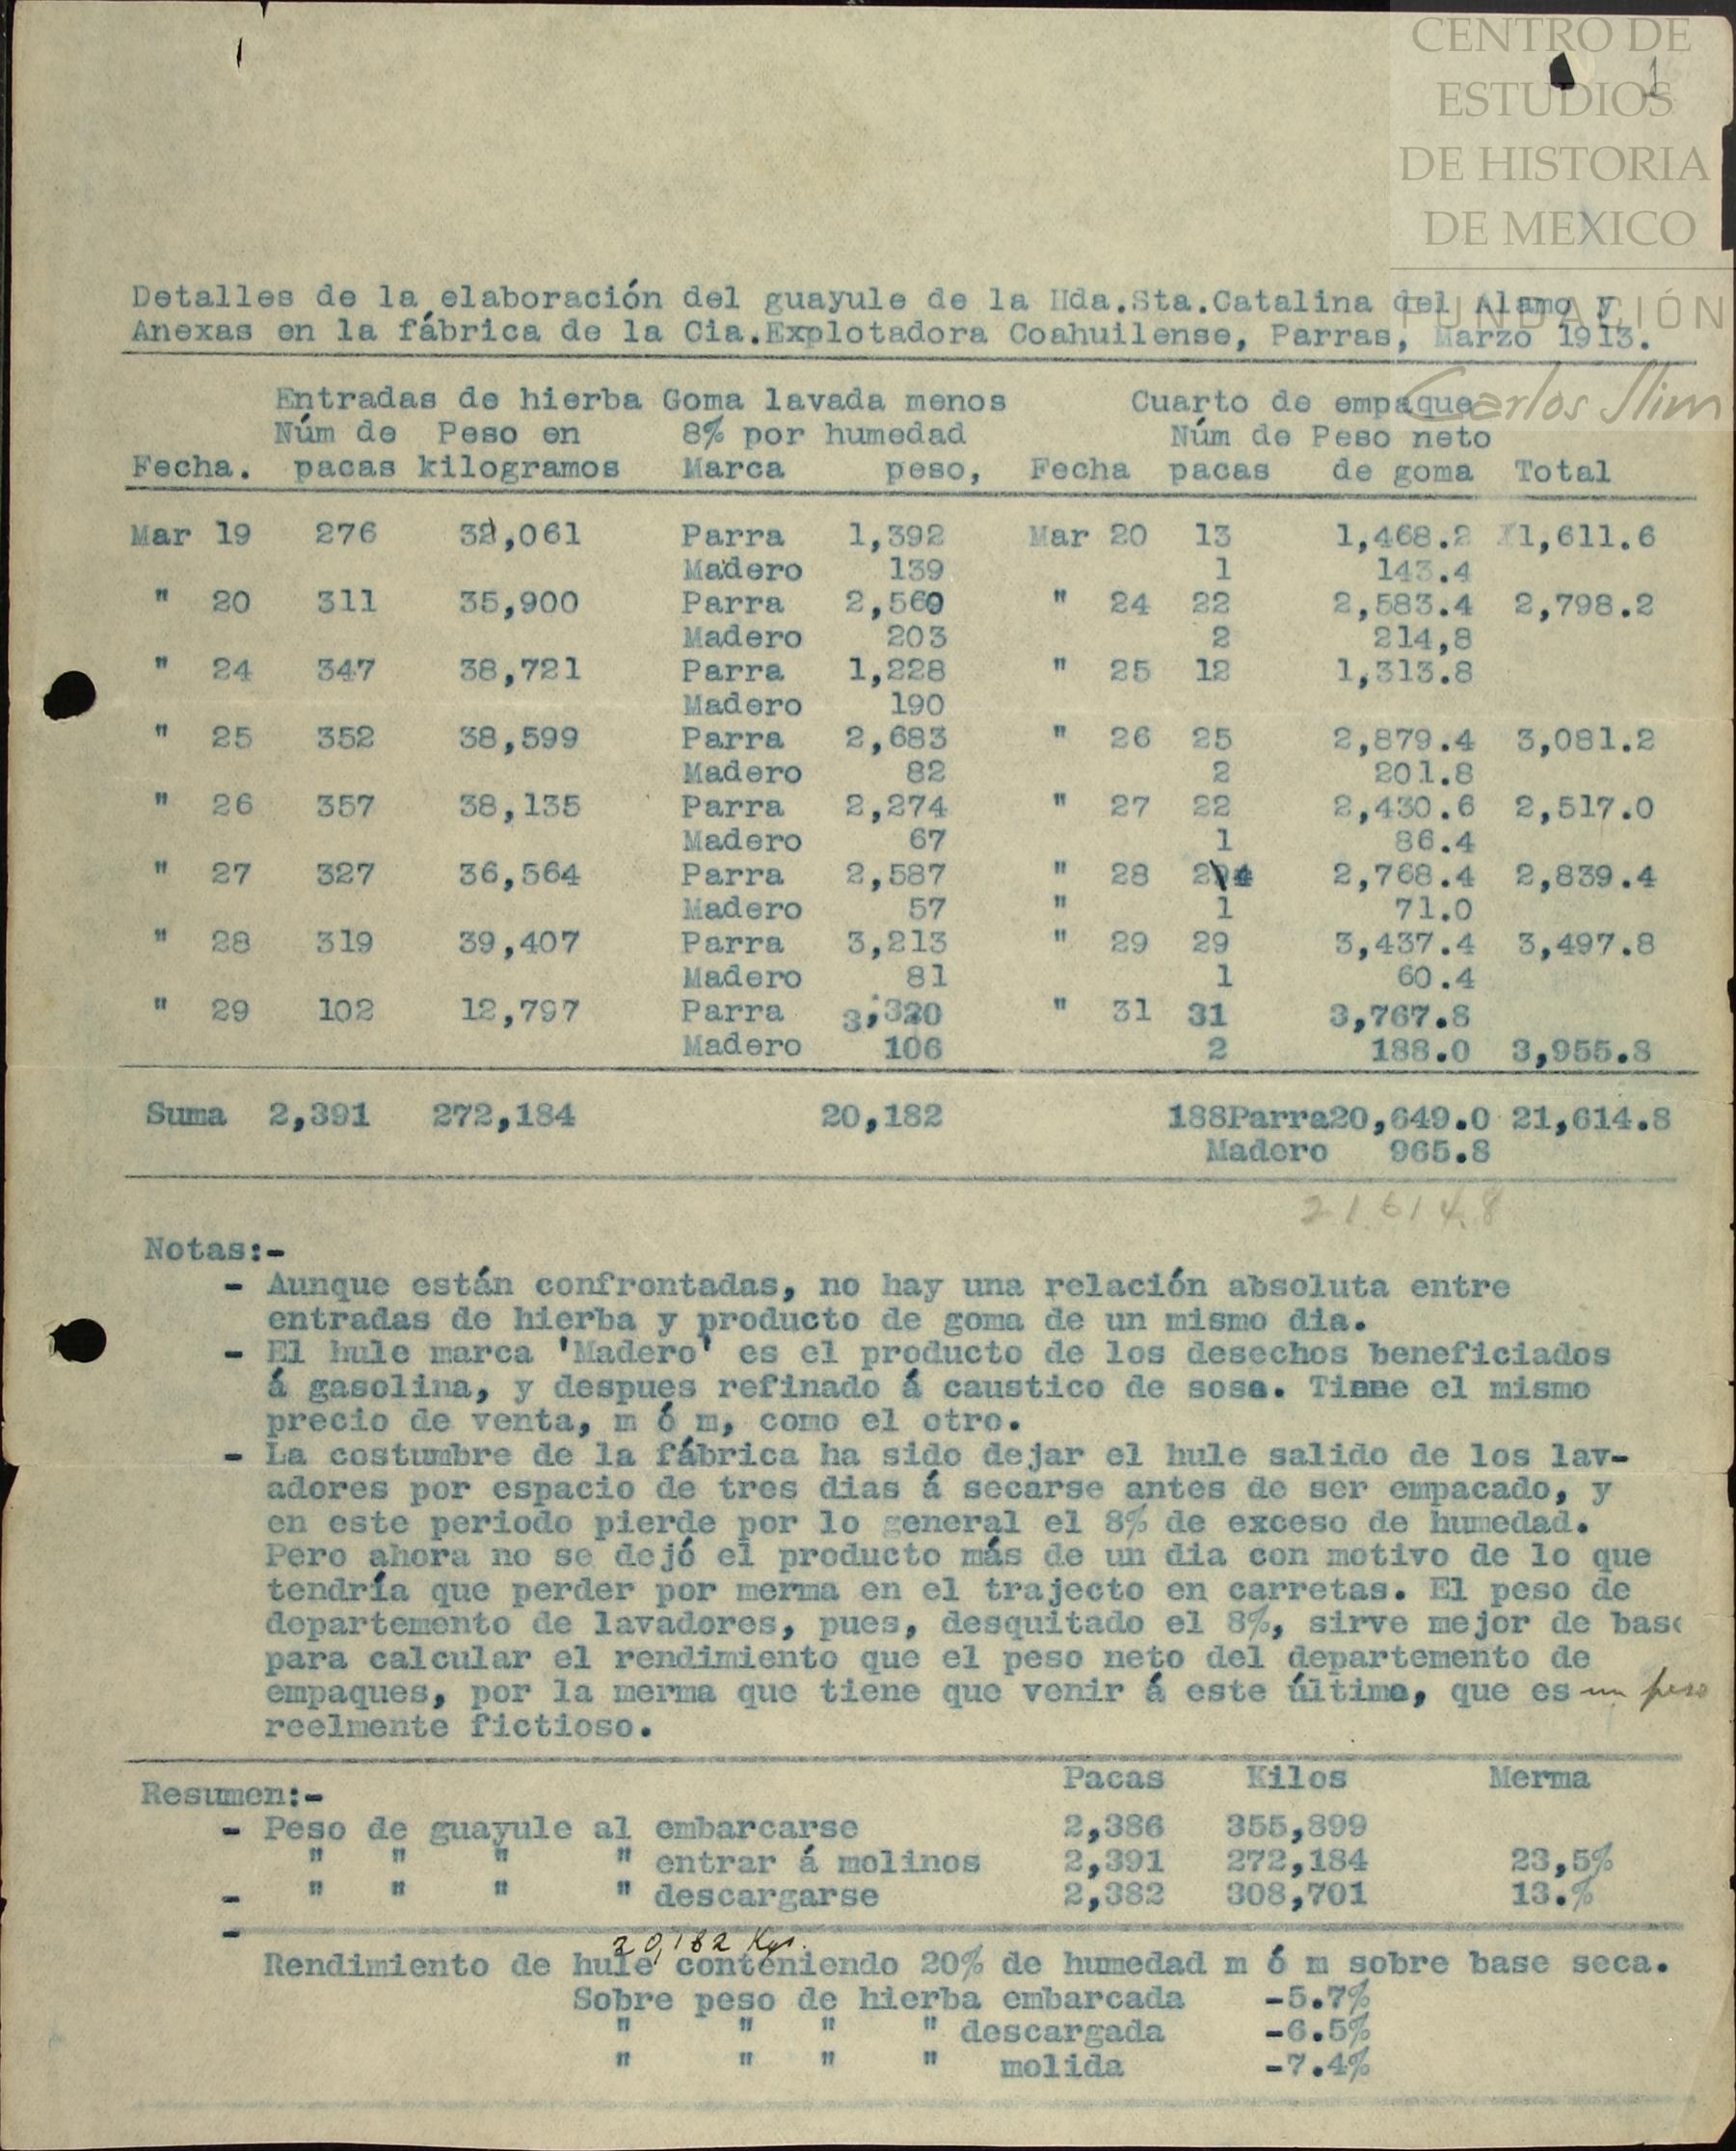 CENTRO DE
ESTUDIOS
DE HISTORIA
DE MEXICO
FUNDACIÓN
Carlos Slim
1
Detalles de la elaboración del guayule de la Hda.Sta.Catalina del Alamo y
Anexas en la fábrica de la Cia.Explotadora Coahuilense, Parras, Marzo 1913.
Entradas de hierba Goma lavada menos Cuarto de empaque
Núm de Peso en 8% por humedad Núm de Peso neto
Fecha. pacas kilogramos Marca peso, Fecha pacas de goma Total
Mar 19 276 32,061 Parra 1,392 Mar 20 13 1,468.2 1,611.6
Madero 139 1 143.4
" 20 311 35,900 Parra 2,560 " 24 22 2,583.4 2,798.2
Madero 203 2 214,8
" 24 347 38,721 Parra 1,228 " 25 12 1,313.8
Madero 190
" 25 352 38,599 Parra 2,683 " 26 25 2,879.4 3,081.2
Madero 82 2 201.8
" 26 357 38,135 Parra 2,274 " 27 22 2,430.6 2,517.0
Madero 67 1 86.4
" 27 327 36,564 Parra 2,587 " 28 24 2,768.4 2,839.4
Madero 57 " 1 71.0
" 28 319 39,407 Parra 3,213 " 29 29 3,437.4 3,497.8
Madero 81 1 60.4
" 29 102 12,797 Parra 3,320 " 31 31 3,767.8
Madero 106 2 188.0 3,955.8
Suma 2,391 272,184 20,182 188Parra20,649.0 21,614.8
Madero 965.8
21.614.8
Notas:-
- Aunque están confrontadas, no hay una relación absoluta entre
entradas de hierba y producto de goma de un mismo dia.
- El hule marca 'Madero' es el producto de los desechos beneficiados
á gasolina, y despues refinado á caustico de sosa. Tiene el mismo
precio de venta, m ó m, como el otro.
- La costumbre de la fábrica ha sido dejar el hule salido de los lav-
adores por espacio de tres dias á secarse antes de ser empacado, y
en este periodo pierde por lo general el 8% de exceso de humedad.
Pero ahora no se dejó el producto más de un dia con motivo de lo que
tendría que perder por merma en el trajecto en carretas. El peso de
departemento de lavadores, pues, desquitado el 8%, sirve mejor de base
para calcular el rendimiento que el peso neto del departemento de
empaques, por la merma que tiene que venir á este último, que es un peso
reelmente fictioso.
Pacas Kilos Merma
Resumen:-
- Peso de guayule al embarcarse 2,386 355,899
" " " " entrar á molinos 2,391 272,184 23,5%
- " " " " descargarse 2,382 308,701 13.%
-
20,182 Kgs.
Rendimiento de hule conteniendo 20% de humedad m ó m sobre base seca.
Sobre peso de hierba embarcada -5.7%
" " " " descargada -6.5%
" " " " molida -7.4%